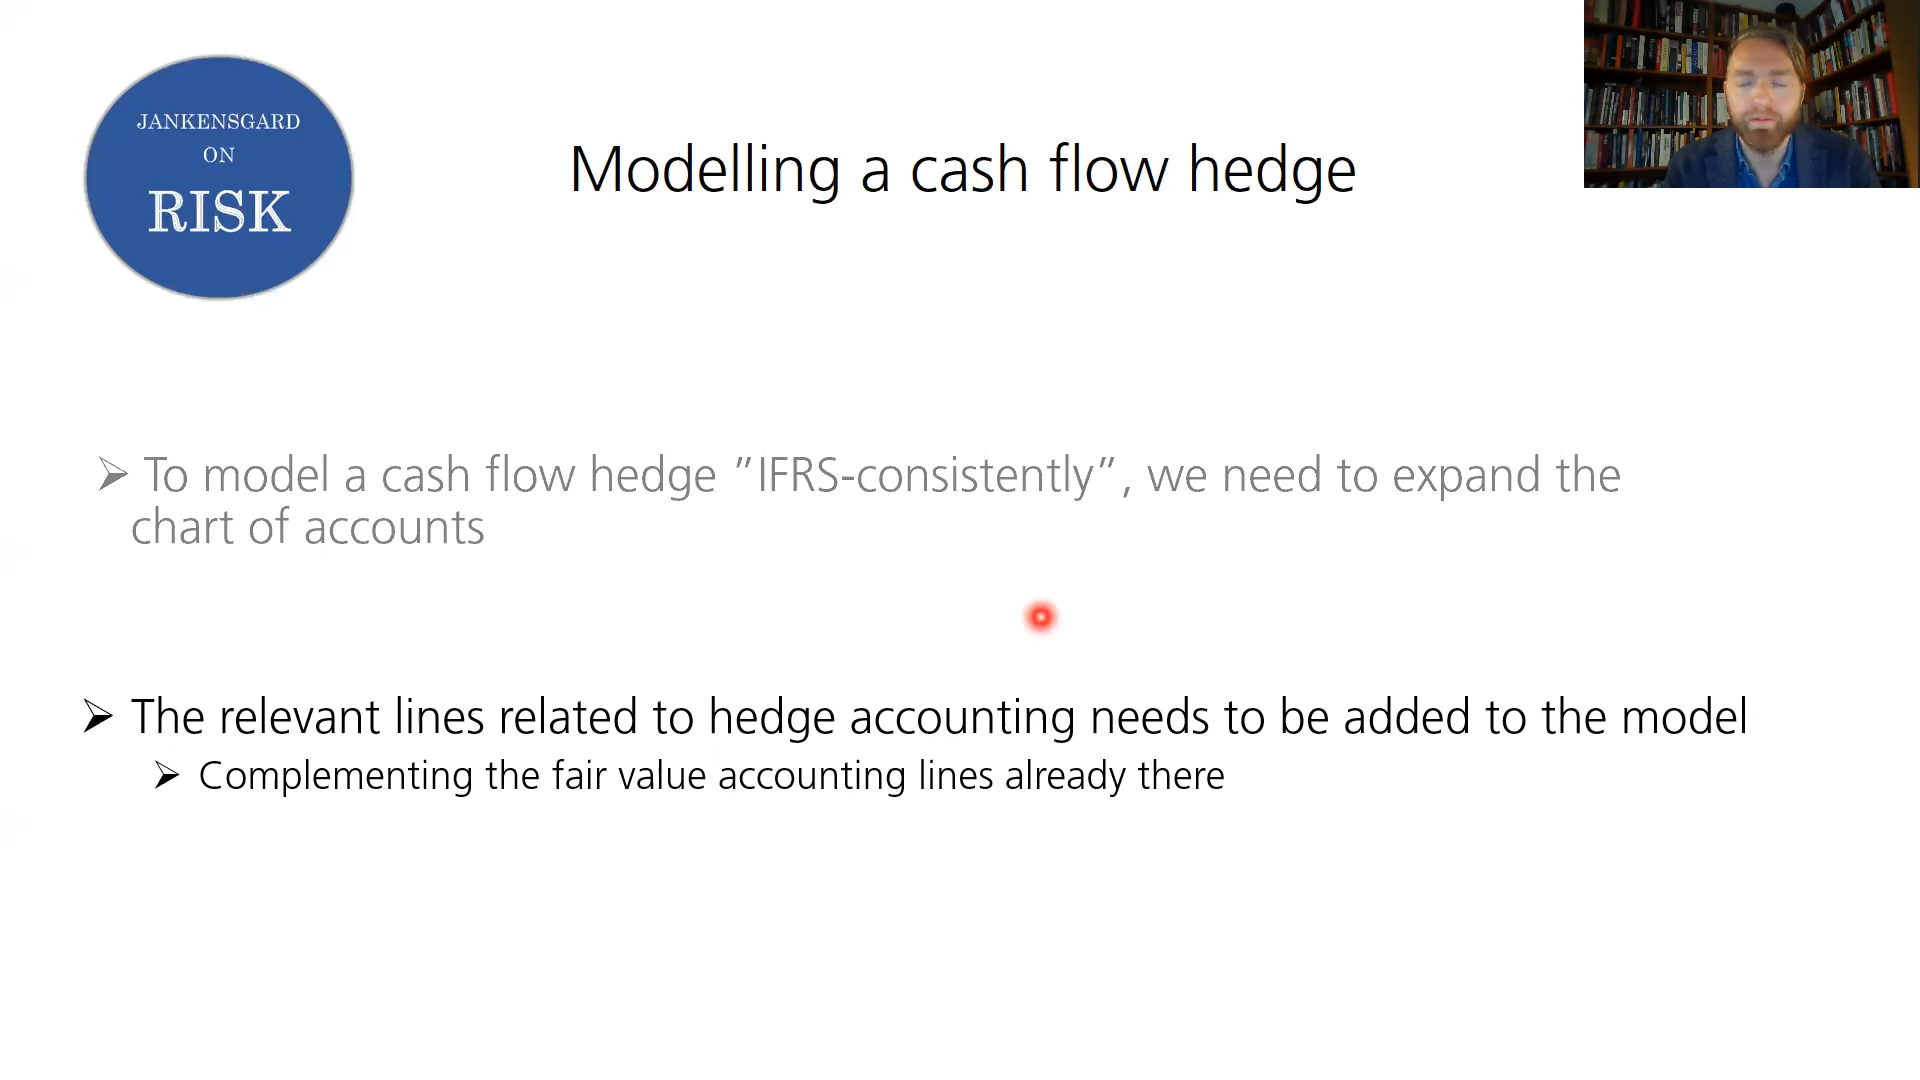 JANKENSGARD
ON
RISK
Modelling a cash flow hedge
➢ To model a cash flow hedge ”IFRS-consistently”, we need to expand the
chart of accounts
➢ The relevant lines related to hedge accounting needs to be added to the model
➢ Complementing the fair value accounting lines already there